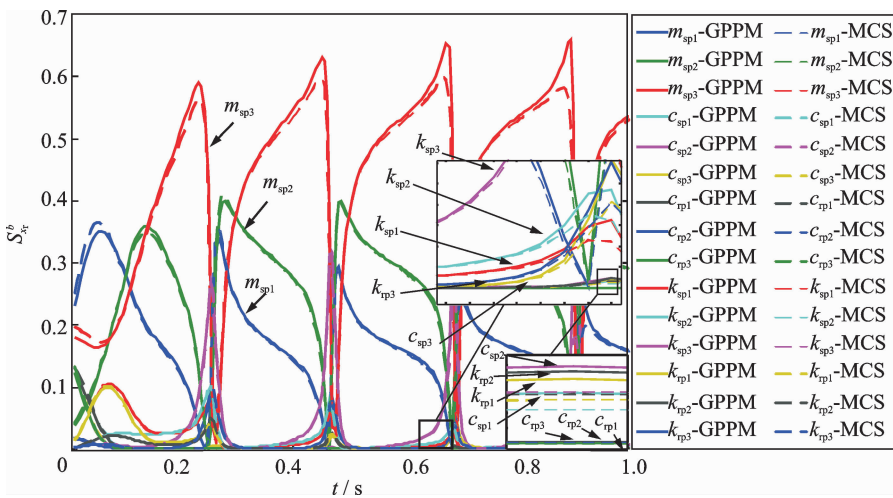 0.7
0.6
0.5
0.4
0.3
0.2
0.1
0
0.2
0.4
0.6
0.8
1.0
t / s
S^b_{x_r}
m_sp3
m_sp2
m_sp1
k_sp3
k_sp2
k_sp1
k_rp3
c_sp3
c_sp2
k_rp2
k_rp1
c_sp1
c_rp3
c_rp2
c_rp1
m_sp1-GPPM m_sp1-MCS
m_sp2-GPPM m_sp2-MCS
m_sp3-GPPM m_sp3-MCS
c_sp1-GPPM c_sp1-MCS
c_sp2-GPPM c_sp2-MCS
c_sp3-GPPM c_sp3-MCS
c_rp1-GPPM c_rp1-MCS
c_rp2-GPPM c_rp2-MCS
c_rp3-GPPM c_rp3-MCS
k_sp1-GPPM k_sp1-MCS
k_sp2-GPPM k_sp2-MCS
k_sp3-GPPM k_sp3-MCS
k_rp1-GPPM k_rp1-MCS
k_rp2-GPPM k_rp2-MCS
k_rp3-GPPM k_rp3-MCS